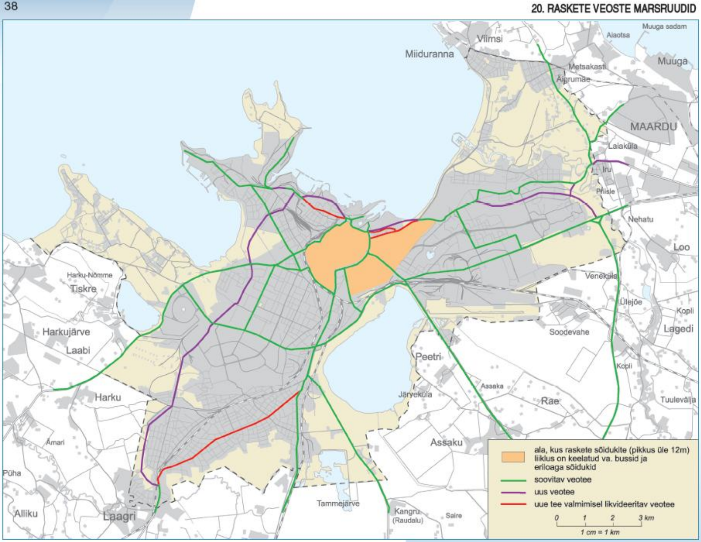 38
20. RASKETE VEOSTE MARSRUUDID
Muuga sadam
Viimsi
Aiaotsa
Miiduranna
Muuga
Metsakasti
Äigrumäe
MAARDU
Laiaküla
Iru
Priisle
Nehatu
Loo
Harku-Nõmme
Tiskre
Veneküla
Ülejõe
Kopli
Harkujärve
Soodevahe
Lagedi
Laabi
Peetri
Kopli
Järveküla
Assaku
Rae
Tuulevälja
Harku
Ämari
Assaku
Püha
Alliku
Laagri
Tammejärve
Kangru
(Raudalu)
Saire
ala, kus raskete sõidukite (pikkus üle 12m)
liiklus on keelatud va. bussid ja
eriloaga sõidukid
soovitav veotee
uus veotee
uue tee valmimisel likvideeritav veotee
0 1 2 3 km
1 cm = 1 km